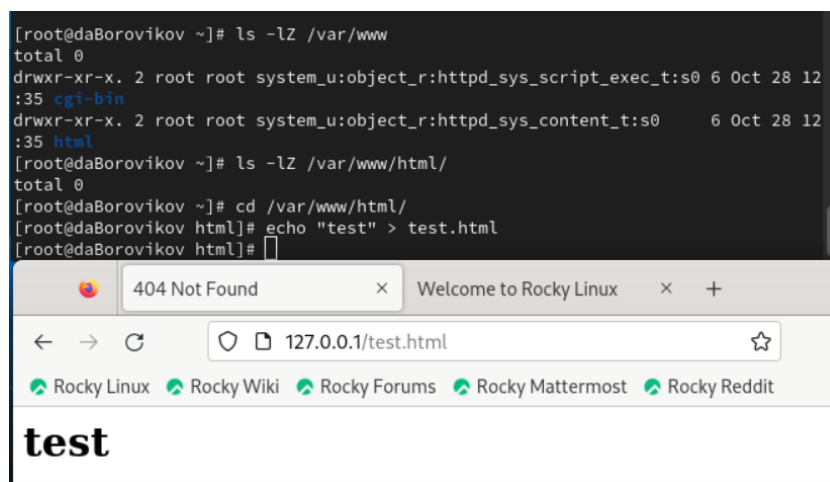 [root@daBorovikov ~]# ls -lZ /var/www
total 0
drwxr-xr-x. 2 root root system_u:object_r:httpd_sys_script_exec_t:s0 6 Oct 28 12
:35 cgi-bin
drwxr-xr-x. 2 root root system_u:object_r:httpd_sys_content_t:s0     6 Oct 28 12
:35 html
[root@daBorovikov ~]# ls -lZ /var/www/html/
total 0
[root@daBorovikov ~]# cd /var/www/html/
[root@daBorovikov html]# echo "test" > test.html
[root@daBorovikov html]#
404 Not Found × Welcome to Rocky Linux × +
127.0.0.1/test.html
Rocky Linux Rocky Wiki Rocky Forums Rocky Mattermost Rocky Reddit
test